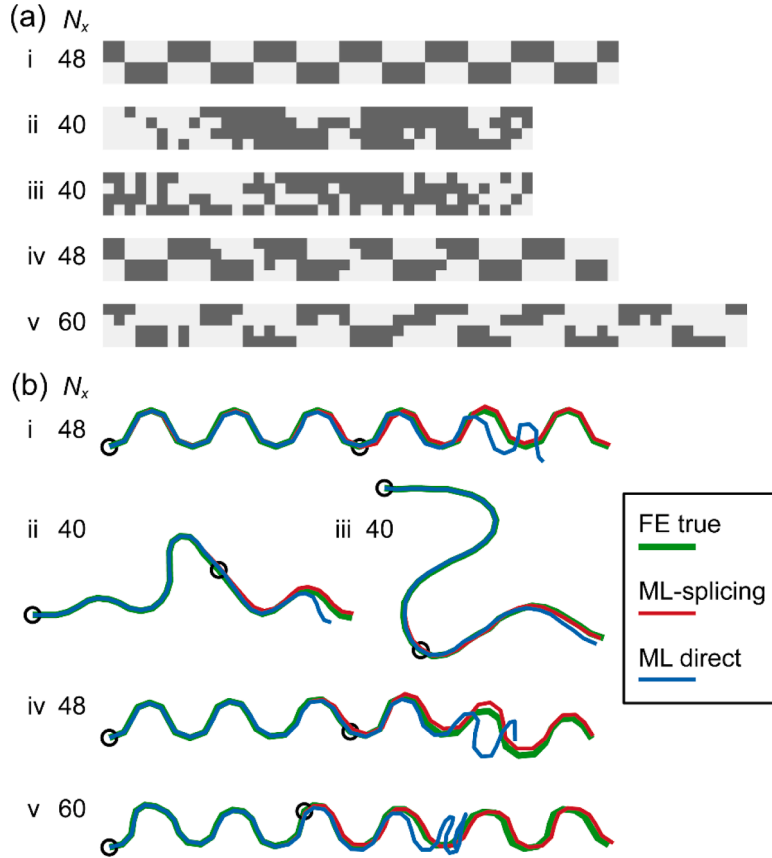 (a) Nx
i 48
ii 40
iii 40
iv 48
v 60
(b) Nx
i 48
ii 40 iii 40
FE true
ML-splicing
ML direct
iv 48
v 60